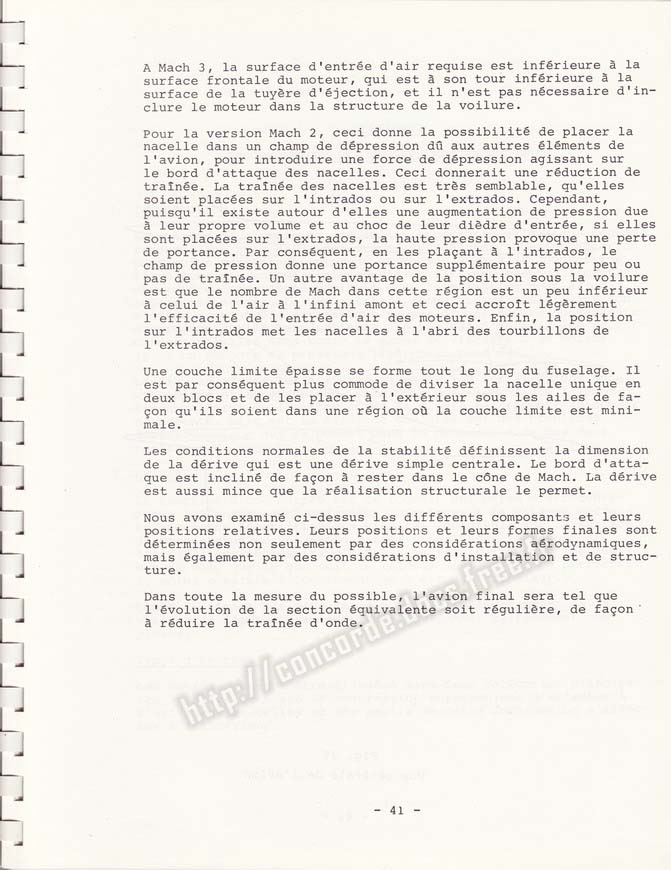 A Mach 3, la surface d'entrée d'air requise est inférieure à la
surface frontale du moteur, qui est à son tour inférieure à la
surface de la tuyère d'éjection, et il n'est pas nécessaire d'in-
clure le moteur dans la structure de la voilure.
Pour la version Mach 2, ceci donne la possibilité de placer la
nacelle dans un champ de dépression dû aux autres éléments de
l'avion, pour introduire une force de dépression agissant sur
le bord d'attaque des nacelles. Ceci donnerait une réduction de
traînée. La traînée des nacelles est très semblable, qu'elles
soient placées sur l'intrados ou sur l'extrados. Cependant,
puisqu'il existe autour d'elles une augmentation de pression due
à leur propre volume et au choc de leur dièdre d'entrée, si elles
sont placées sur l'extrados, la haute pression provoque une perte
de portance. Par conséquent, en les plaçant à l'intrados, le
champ de pression donne une portance supplémentaire pour peu ou
pas de traînée. Un autre avantage de la position sous la voilure
est que le nombre de Mach dans cette région est un peu inférieur
à celui de l'air à l'infini amont et ceci accroît légèrement
l'efficacité de l'entrée d'air des moteurs. Enfin, la position
sur l'intrados met les nacelles à l'abri des tourbillons de
l'extrados.
Une couche limite épaisse se forme tout le long du fuselage. Il
est par conséquent plus commode de diviser la nacelle unique en
deux blocs et de les placer à l'extérieur sous les ailes de fa-
çon qu'ils soient dans une région où la couche limite est mini-
male.
Les conditions normales de la stabilité définissent la dimension
de la dérive qui est une dérive simple centrale. Le bord d'atta-
que est incliné de façon à rester dans le cône de Mach. La dérive
est aussi mince que la réalisation structurale le permet.
Nous avons examiné ci-dessus les différents composants et leurs
positions relatives. Leurs positions et leurs formes finales sont
déterminées non seulement par des considérations aérodynamiques,
mais également par des considérations d'installation et de struc-
ture.
Dans toute la mesure du possible, l'avion final sera tel que
l'évolution de la section équivalente soit régulière, de façon
à réduire la traînée d'onde.
http://concorde.olivc.free.fr
- 41 -